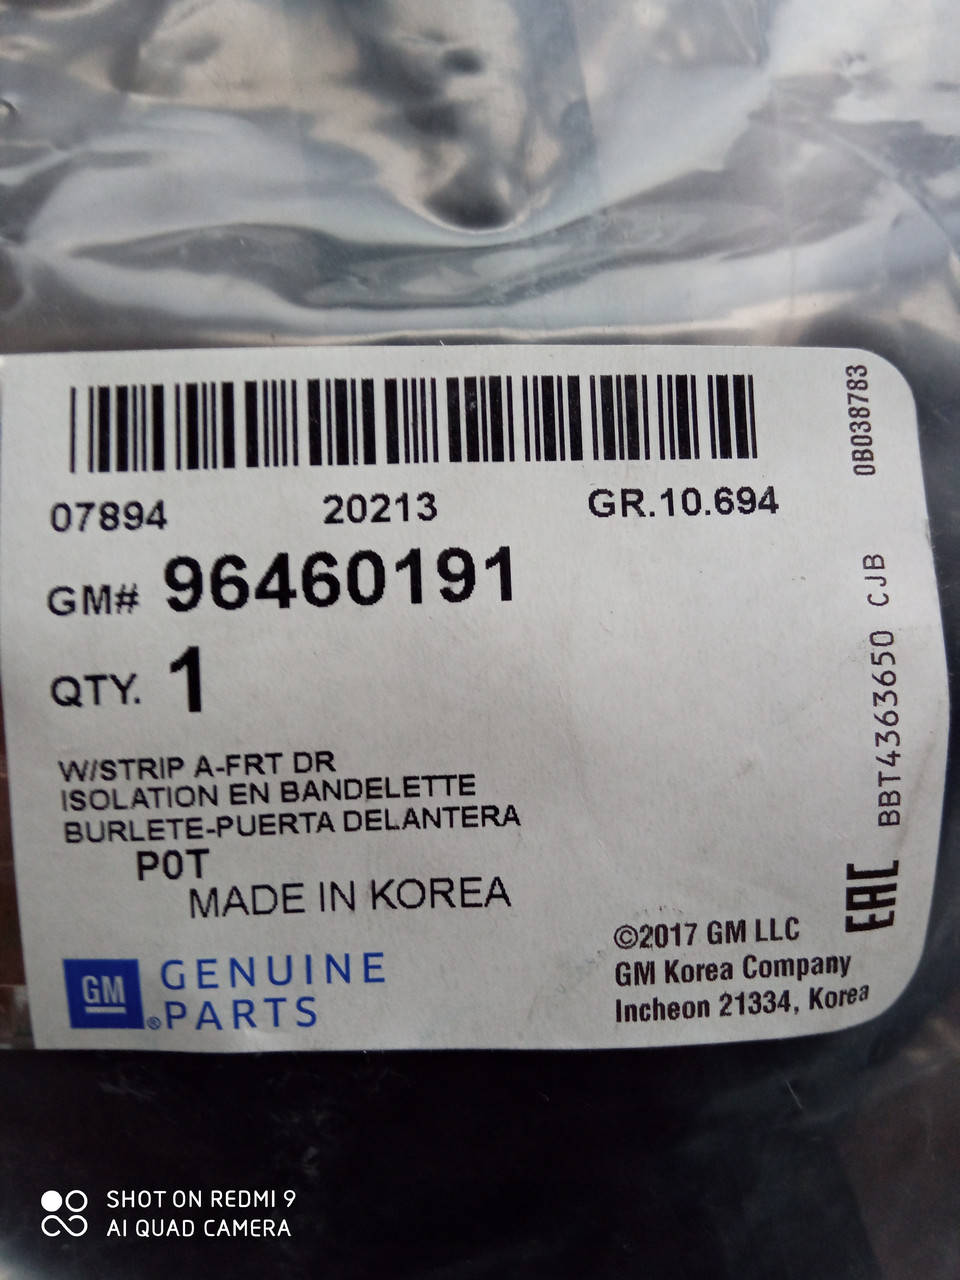 07894 20213 GR.10.694
GM# 96460191
QTY. 1
W/STRIP A-FRT DR
ISOLATION EN BANDELETTE
BURLETE-PUERTA DELANTERA
P0T
MADE IN KOREA
GM GENUINE
®PARTS
©2017 GM LLC
GM Korea Company
Incheon 21334, Korea
0B038783
BBT4363650 CJB
EAC
SHOT ON REDMI 9
AI QUAD CAMERA